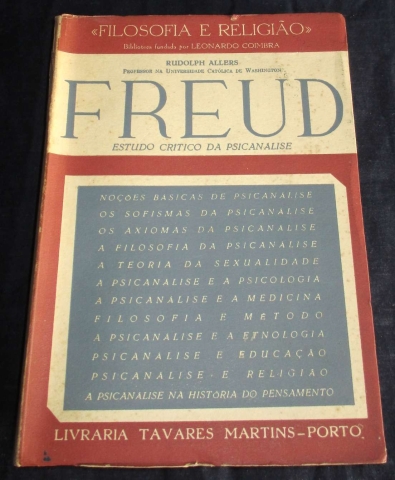 «FILOSOFIA E RELIGIÃO»
Biblioteca fundada por LEONARDO COIMBRA
RUDOLPH ALLERS
PROFESSOR NA UNIVERSIDADE CATÓLICA DE WASHINGTON
FREUD
ESTUDO CRITICO DA PSICANALISE
NOÇÕES BASICAS DE PSICANALISE
OS SOFISMAS DA PSICANALISE
OS AXIOMAS DA PSICANALISE
A FILOSOFIA DA PSICANALISE
A TEORIA DA SEXUALIDADE
A PSICANALISE E A PSICOLOGIA
A PSICANALISE E A MEDICINA
FILOSOFIA E METODO
A PSICANALISE E A ETNOLOGIA
PSICANALISE E EDUCAÇÃO
PSICANALISE E RELIGIÃO
A PSICANALISE NA HISTORIA DO PENSAMENTO
LIVRARIA TAVARES MARTINS-PORTO